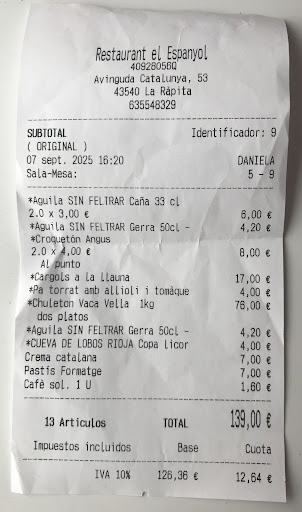 Restaurant el Espanyol
40928056Q
Avinguda Catalunya, 53
43540 La Ràpita
635548329
SUBTOTAL Identificador: 9
( ORIGINAL )
07 sept. 2025 16:20 DANIELA
Sala-Mesa: 5 - 9
*Aguila SIN FELTRAR Caña 33 cl
2.0 x 3,00 € 6,00 €
*Aguila SIN FELTRAR Gerra 50cl - 4,20 €
*Croquetón Angus
2.0 x 4,00 € 8,00 €
Al punto
*Cargols a la llauna 17,00 €
*Pa torrat amb allioli i tomàque 4,00 €
*Chuleton Vaca Vella 1kg 76,00 €
dos platos
*Aguila SIN FELTRAR Gerra 50cl - 4,20 €
*CUEVA DE LOBOS RIOJA Copa licor 4,00 €
Crema catalana 7,00 €
Pastís Formatge 7,00 €
Cafè sol. 1 U 1,60 €
13 Artículos TOTAL 139,00 €
Impuestos incluidos Base Cuota
IVA 10% 126,36 € 12,64 €